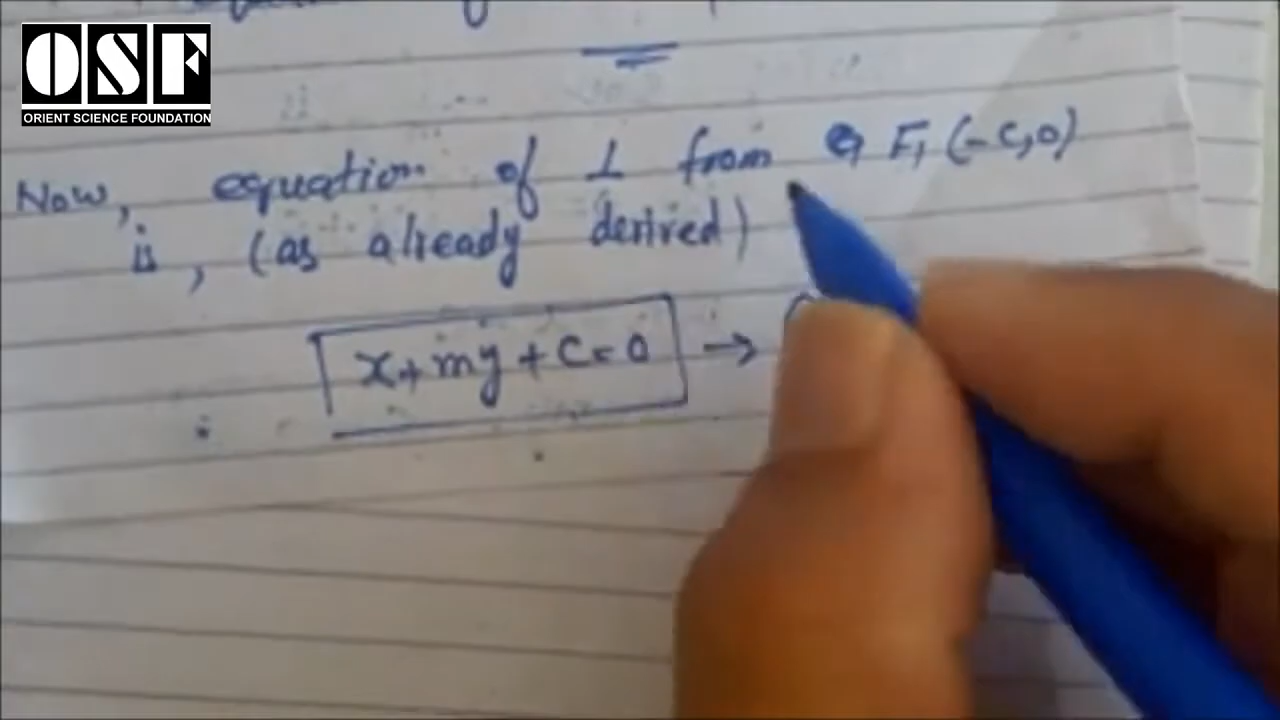 OSF
ORIENT SCIENCE FOUNDATION
Now, equation of ⊥ from F₁ (-C,0)
is, (as already derived)
x + my + C = 0 →